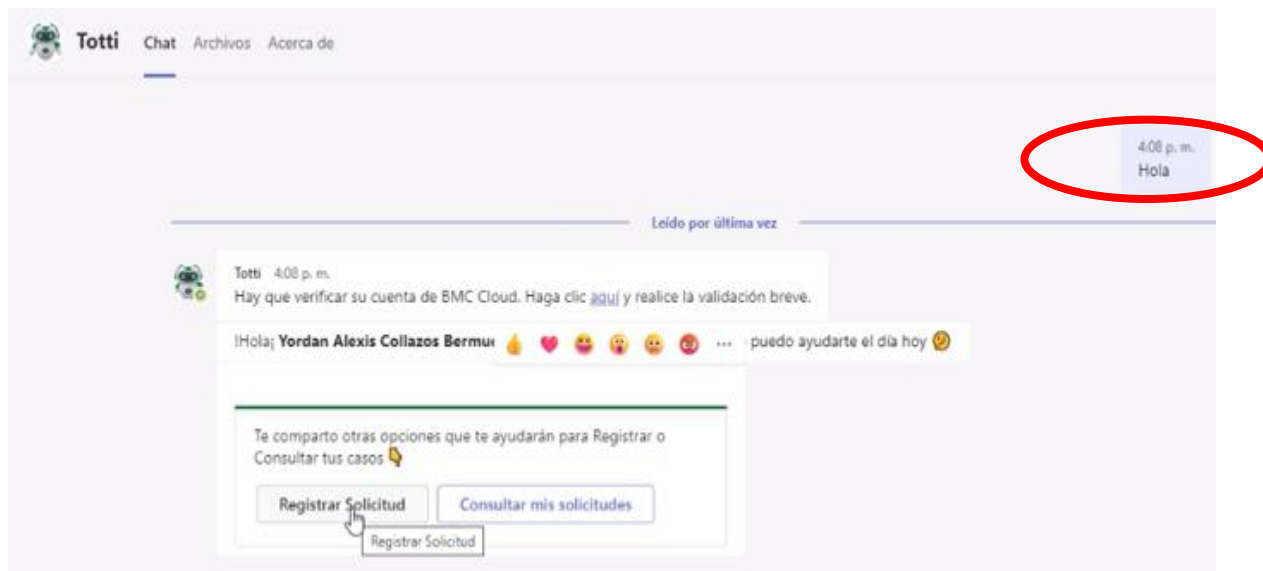 Totti Chat Archivos Acerca de
4:08 p. m.
Hola
Leído por última vez
Totti 4:08 p. m.
Hay que verificar su cuenta de BMC Cloud. Haga clic aquí y realice la validación breve.
!Hola¡ Yordan Alexis Collazos puedo ayudarte el día hoy
Te comparto otras opciones que te ayudarán para Registrar o
Consultar tus casos
Registrar Solicitud Consultar mis solicitudes
Registrar Solicitud